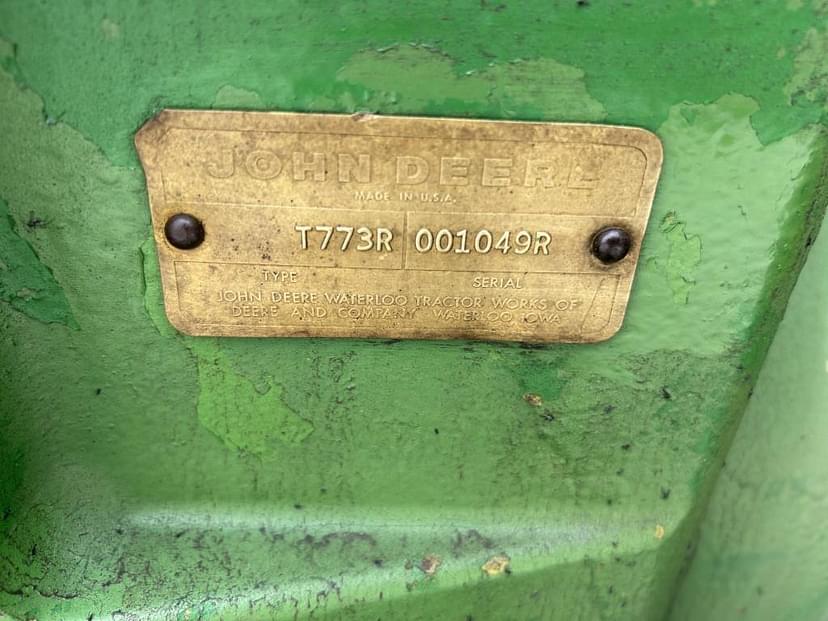 JOHN DEERE
MADE IN U.S.A.
T773R 001049R
TYPE SERIAL
JOHN DEERE WATERLOO TRACTOR WORKS OF
DEERE AND COMPANY WATERLOO IOWA